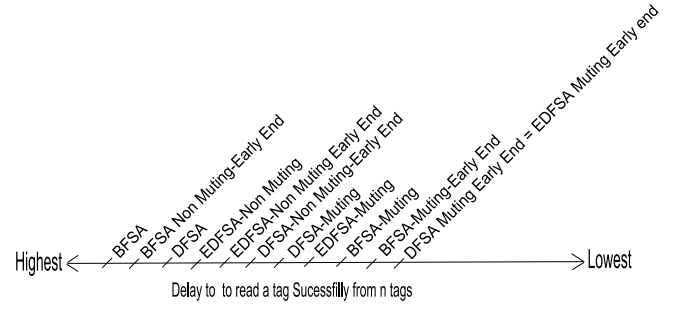 BFSA
BFSA Non Muting-Early End
DFSA
EDFSA-Non Muting
EDFSA-Non Muting Early End
DFSA-Non Muting-Early End
DFSA-Muting
EDFSA-Muting
BFSA-Muting
BFSA-Muting-Early End
DFSA Muting Early End = EDFSA Muting Early end
Highest
Lowest
Delay to to read a tag Sucessfilly from n tags